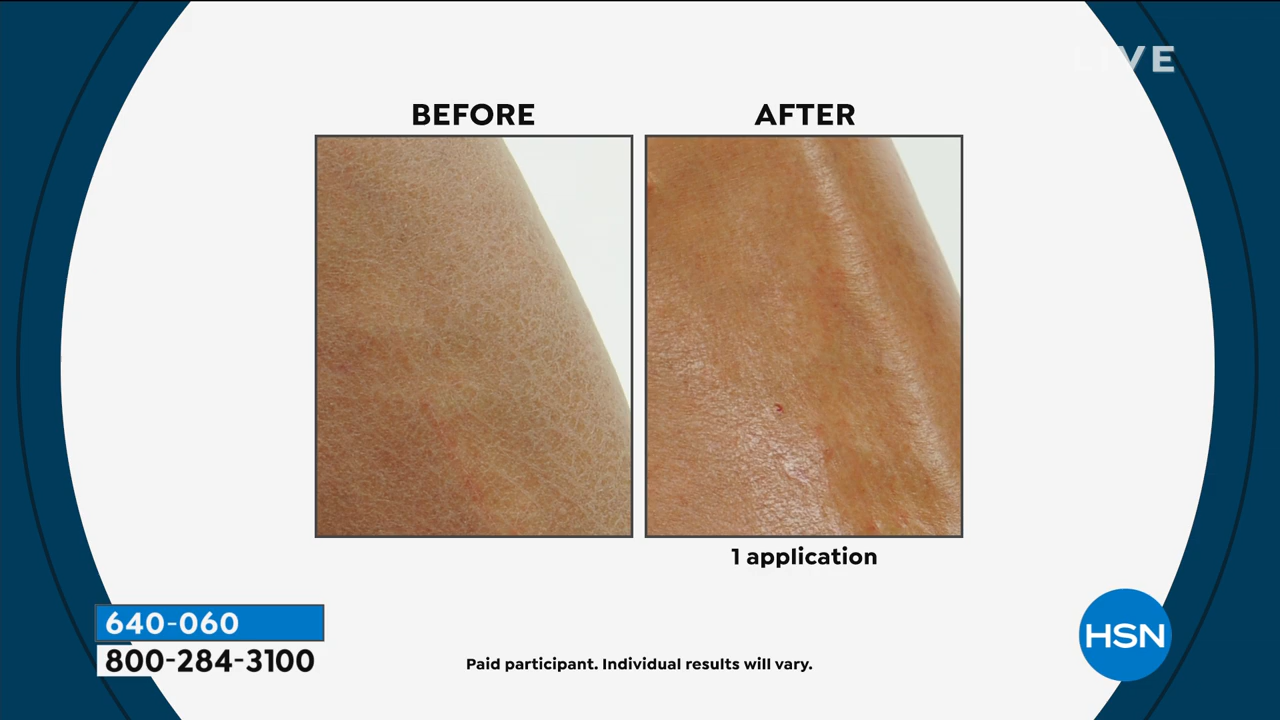 LIVE
BEFORE
AFTER
1 application
640-060
800-284-3100
Paid participant. Individual results will vary.
HSN